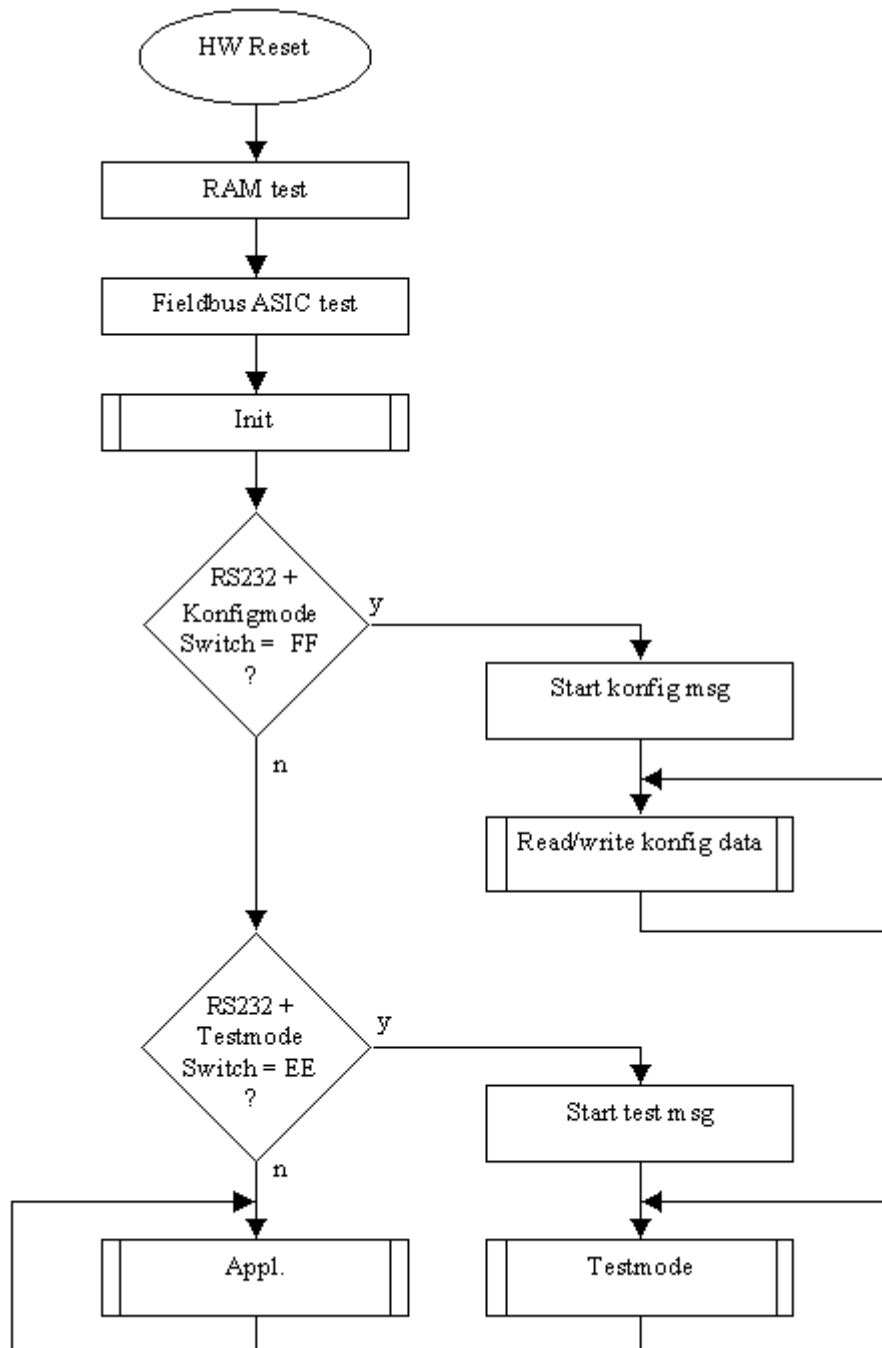 HW Reset
RAM test
Fieldbus ASIC test
Init
RS232 +
Konfigmode
Switch = FF
?
y
n
Start konfig msg
Read/write konfig data
RS232 +
Testmode
Switch = EE
?
y
n
Start test msg
Appl.
Testmode